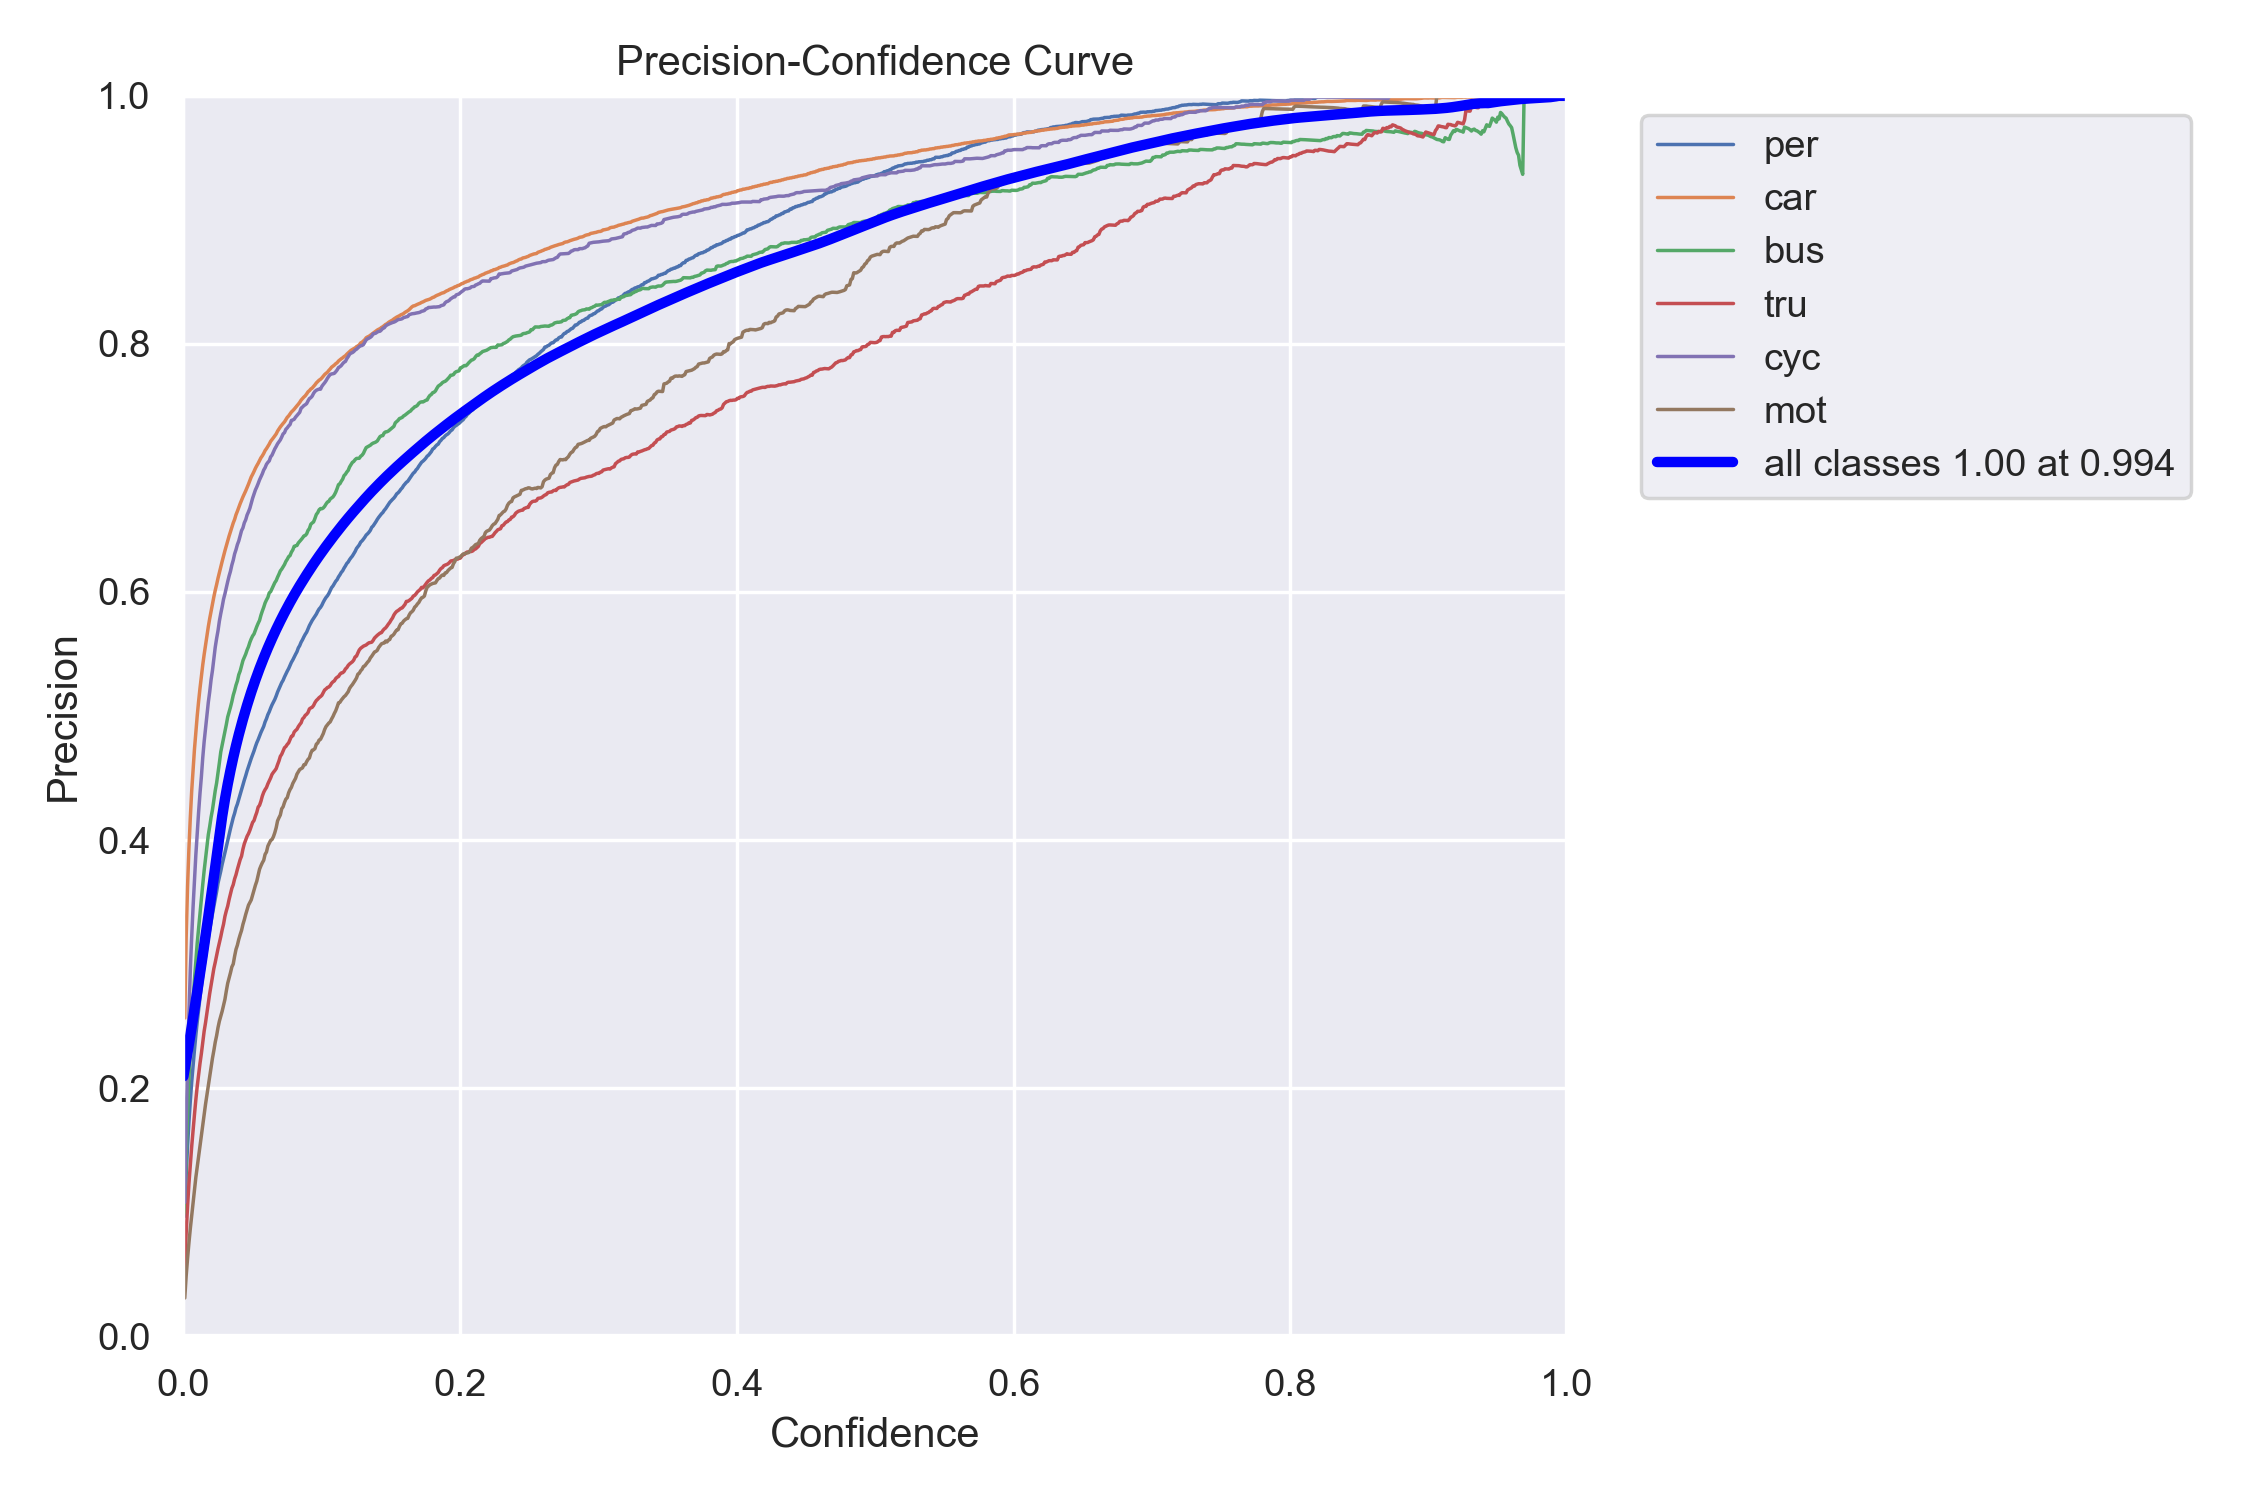 Precision-Confidence Curve
1.0
0.8
0.6
0.4
0.2
0.0
Precision
0.0 0.2 0.4 0.6 0.8 1.0
Confidence
per
car
bus
tru
cyc
mot
all classes 1.00 at 0.994